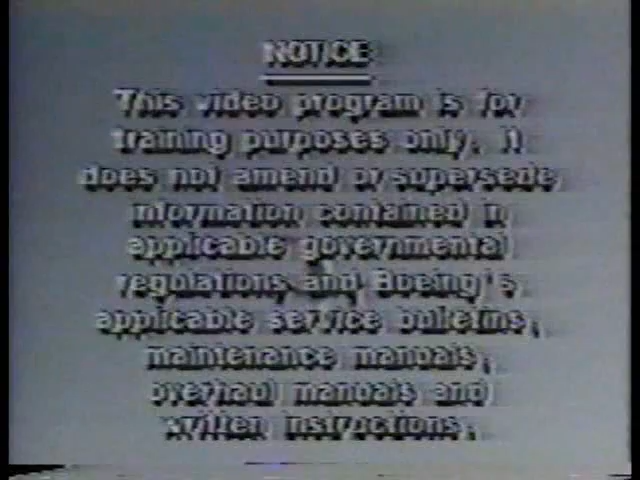 NOTICE
This video program is for
training purposes only. It
does not amend or supersede
information contained in
applicable governmental
regulations and Boeing's
applicable service bulletins,
maintenance manuals,
overhaul manuals and
written instructions.